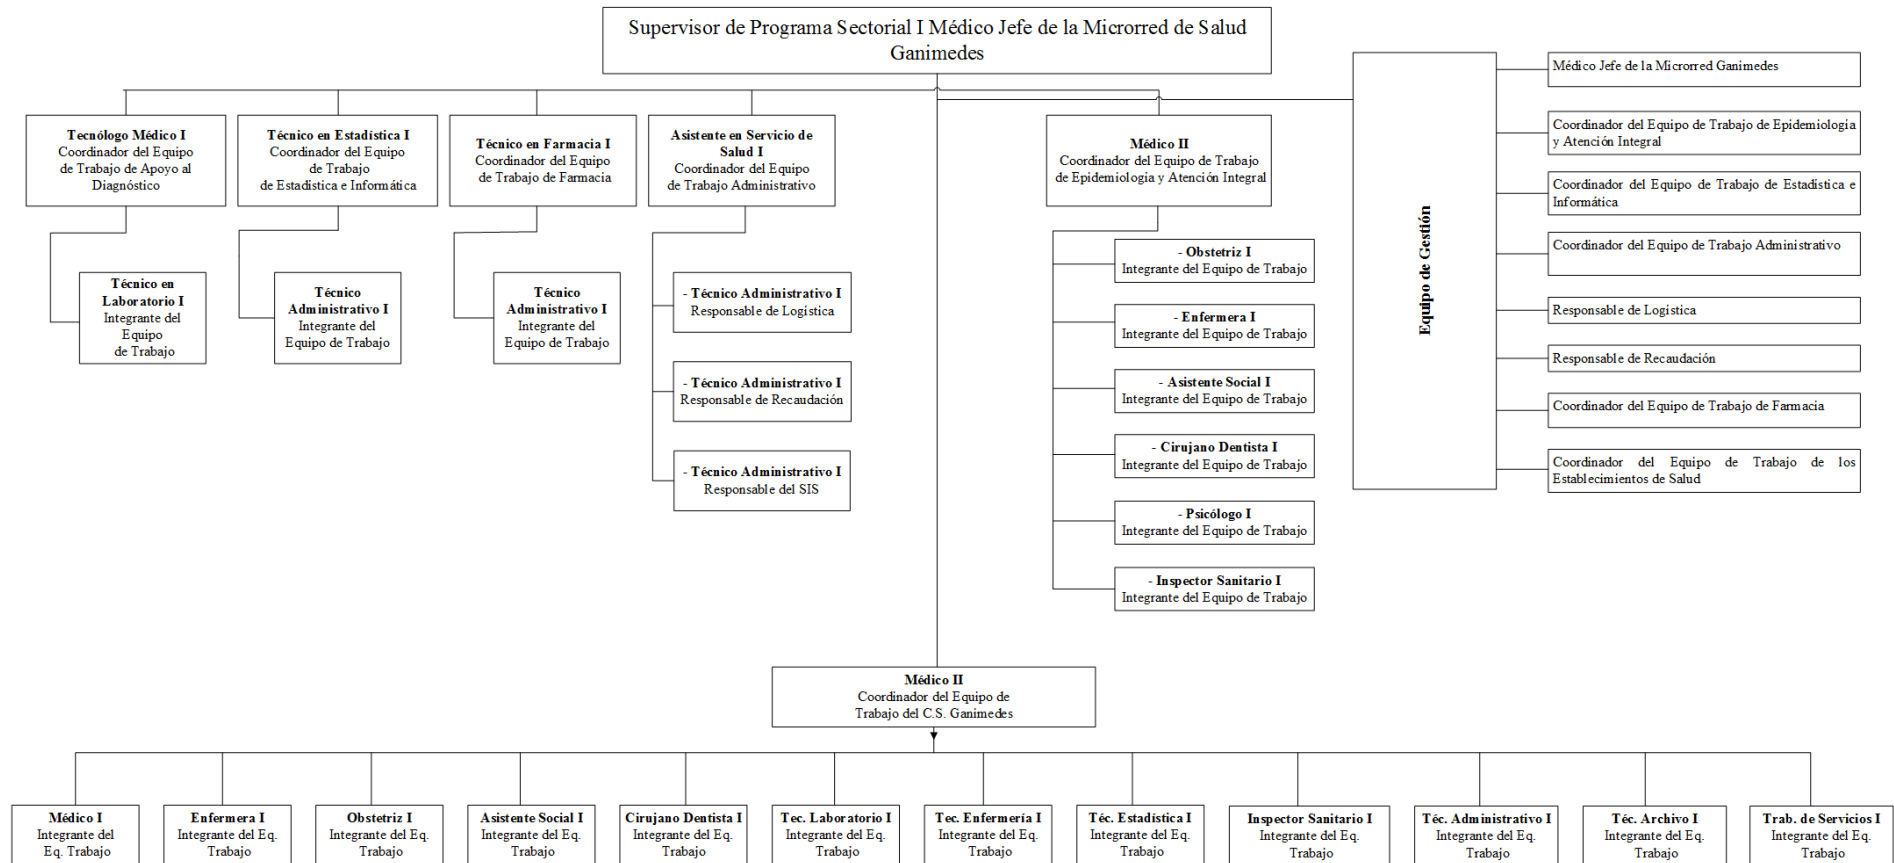 Supervisor de Programa Sectorial I Médico Jefe de la Microrred de Salud
Ganimedes
Tecnólogo Médico I
Coordinador del Equipo
de Trabajo de Apoyo al
Diagnóstico
Técnico en Estadística I
Coordinador del Equipo
de Trabajo
de Estadística e Informática
Técnico en Farmacia I
Coordinador del Equipo
de Trabajo de Farmacia
Asistente en Servicio de
Salud I
Coordinador del Equipo
de Trabajo Administrativo
Médico II
Coordinador del Equipo de Trabajo
de Epidemiología y Atención Integral
Técnico en
Laboratorio I
Integrante del
Equipo
de Trabajo
Técnico
Administrativo I
Integrante del
Equipo de Trabajo
Técnico
Administrativo I
Integrante del
Equipo de Trabajo
- Técnico Administrativo I
Responsable de Logística
- Técnico Administrativo I
Responsable de Recaudación
- Técnico Administrativo I
Responsable del SIS
- Obstetriz I
Integrante del Equipo de Trabajo
- Enfermera I
Integrante del Equipo de Trabajo
- Asistente Social I
Integrante del Equipo de Trabajo
- Cirujano Dentista I
Integrante del Equipo de Trabajo
- Psicólogo I
Integrante del Equipo de Trabajo
- Inspector Sanitario I
Integrante del Equipo de Trabajo
Equipo de Gestión
Médico Jefe de la Microrred Ganimedes
Coordinador del Equipo de Trabajo de Epidemiología
y Atención Integral
Coordinador del Equipo de Trabajo de Estadística e
Informática
Coordinador del Equipo de Trabajo Administrativo
Responsable de Logística
Responsable de Recaudación
Coordinador del Equipo de Trabajo de Farmacia
Coordinador del Equipo de Trabajo de los
Establecimientos de Salud
Médico II
Coordinador del Equipo de
Trabajo del C.S. Ganimedes
Médico I
Integrante del
Eq. Trabajo
Enfermera I
Integrante del Eq.
Trabajo
Obstetriz I
Integrante del Eq.
Trabajo
Asistente Social I
Integrante del Eq.
Trabajo
Cirujano Dentista I
Integrante del Eq.
Trabajo
Tec. Laboratorio I
Integrante del Eq.
Trabajo
Tec. Enfermería I
Integrante del Eq.
Trabajo
Téc. Estadística I
Integrante del Eq.
Trabajo
Inspector Sanitario I
Integrante del Eq.
Trabajo
Téc. Administrativo I
Integrante del Eq.
Trabajo
Téc. Archivo I
Integrante del Eq.
Trabajo
Trab. de Servicios I
Integrante del Eq.
Trabajo